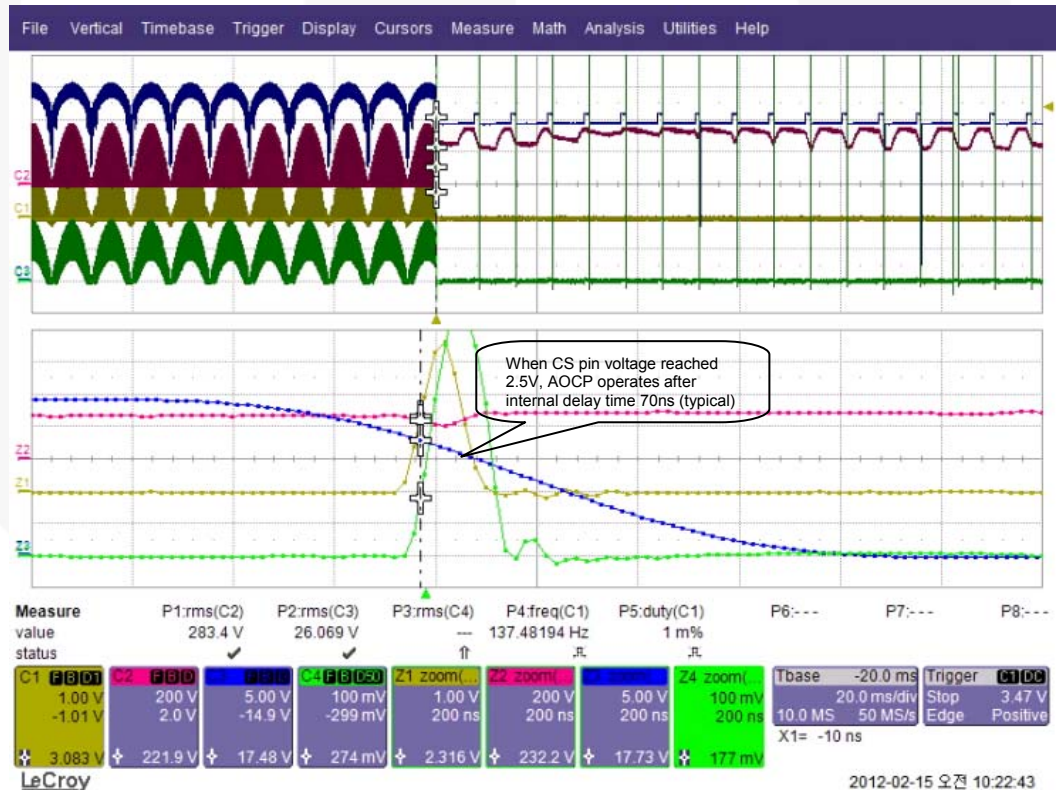 File Vertical Timebase Trigger Display Cursors Measure Math Analysis Utilities Help
C2
C1
C3
When CS pin voltage reached
2.5V, AOCP operates after
internal delay time 70ns (typical)
Z2
Z1
Z3
Measure P1:rms(C2) P2:rms(C3) P3:rms(C4) P4:freq(C1) P5:duty(C1) P6:- - - P7:- - - P8:- - -
value 283.4 V 26.069 V --- 137.48194 Hz 1 m%
status
C1 F B D1 C2 F B D F B D C4 F B D50 Z1 zoom(... Z2 zoom(... Z4 zoom(... Tbase -20.0 ms Trigger C1 DC
1.00 V 200 V 5.00 V 100 mV 1.00 V 200 V 5.00 V 100 mV 20.0 ms/div Stop 3.47 V
-1.01 V 2.0 V -14.9 V -299 mV 200 ns 200 ns 200 ns 200 ns 10.0 MS 50 MS/s Edge Positive
X1= -10 ns
3.083 V 221.9 V 17.48 V 274 mV 2.316 V 232.2 V 17.73 V 177 mV
LeCroy 2012-02-15 오전 10:22:43